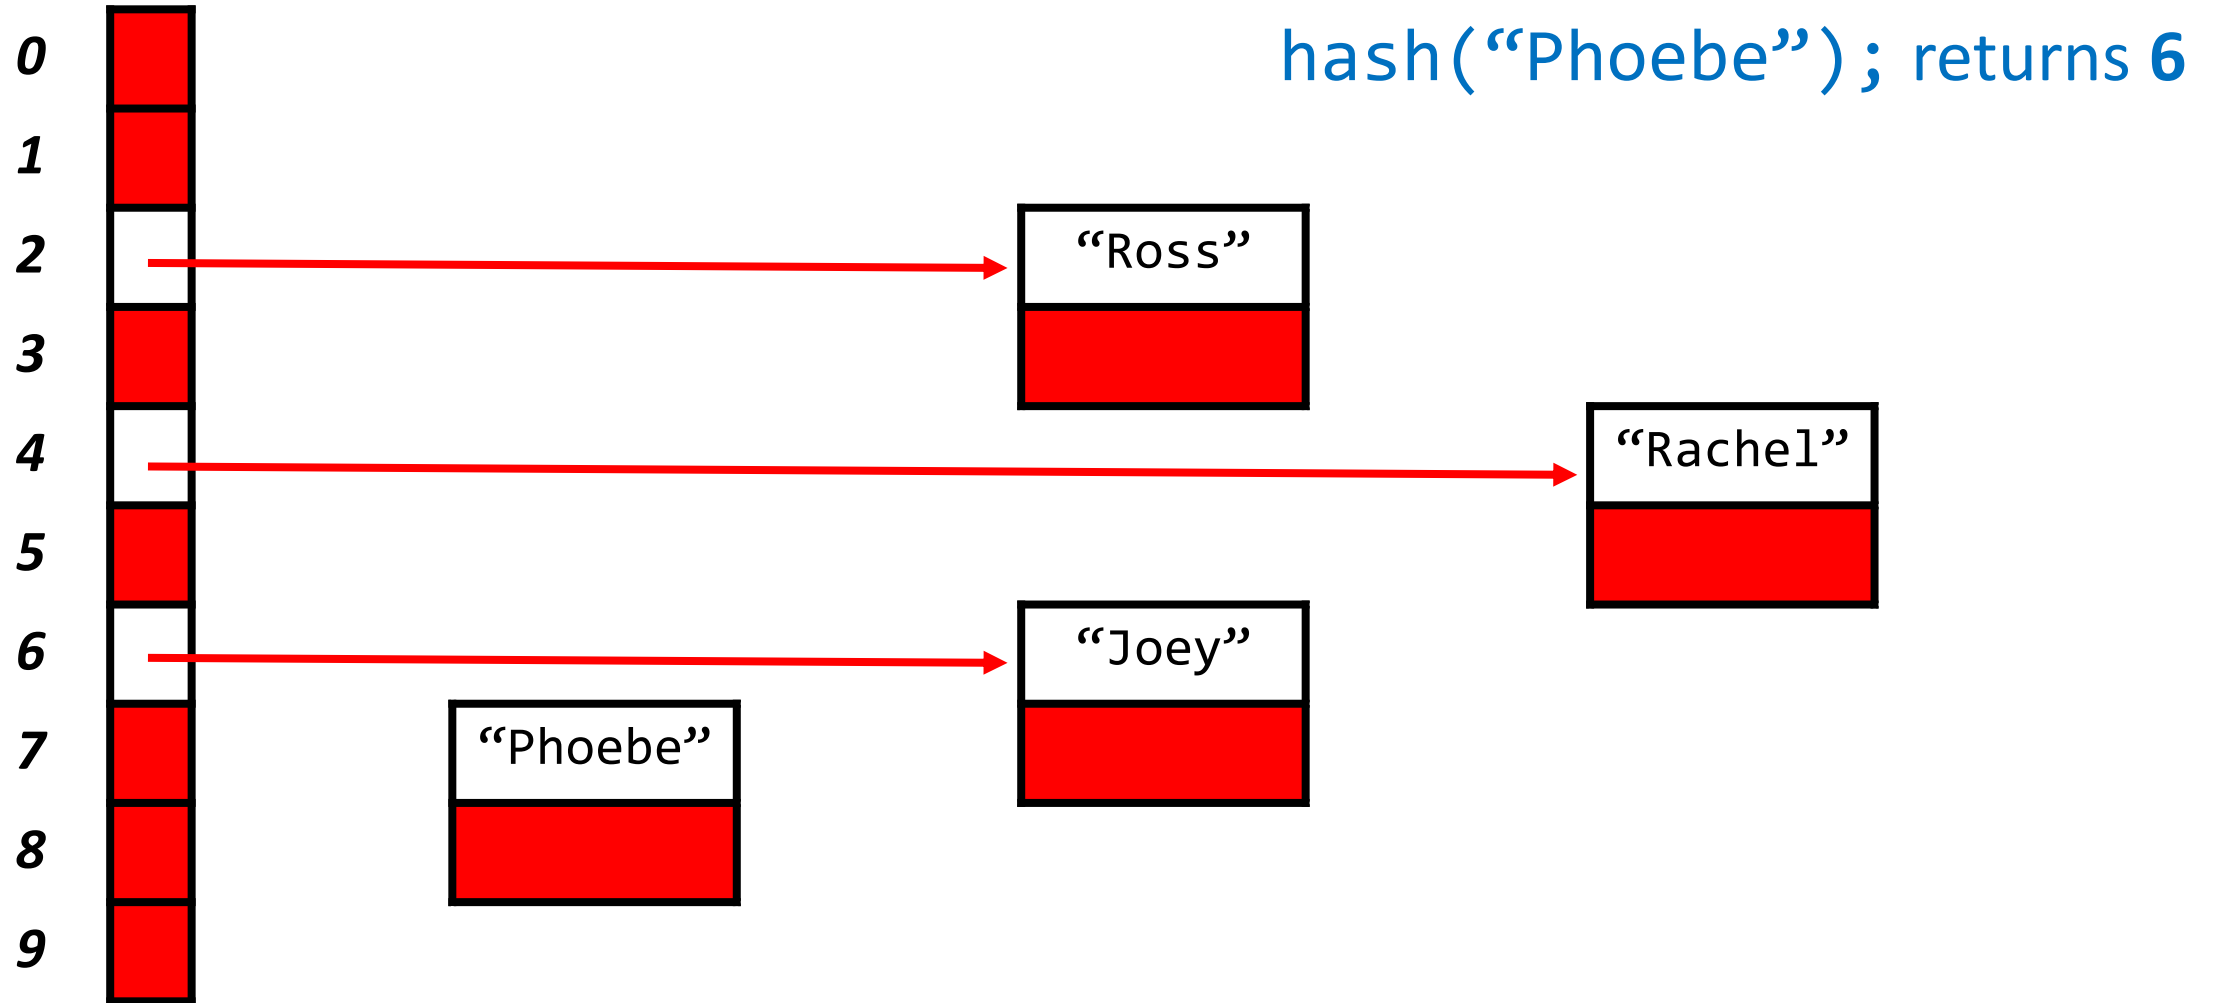 hash(“Phoebe”); returns 6
0
1
2
“Ross”
3
4
“Rachel”
5
6
“Joey”
7
“Phoebe”
8
9